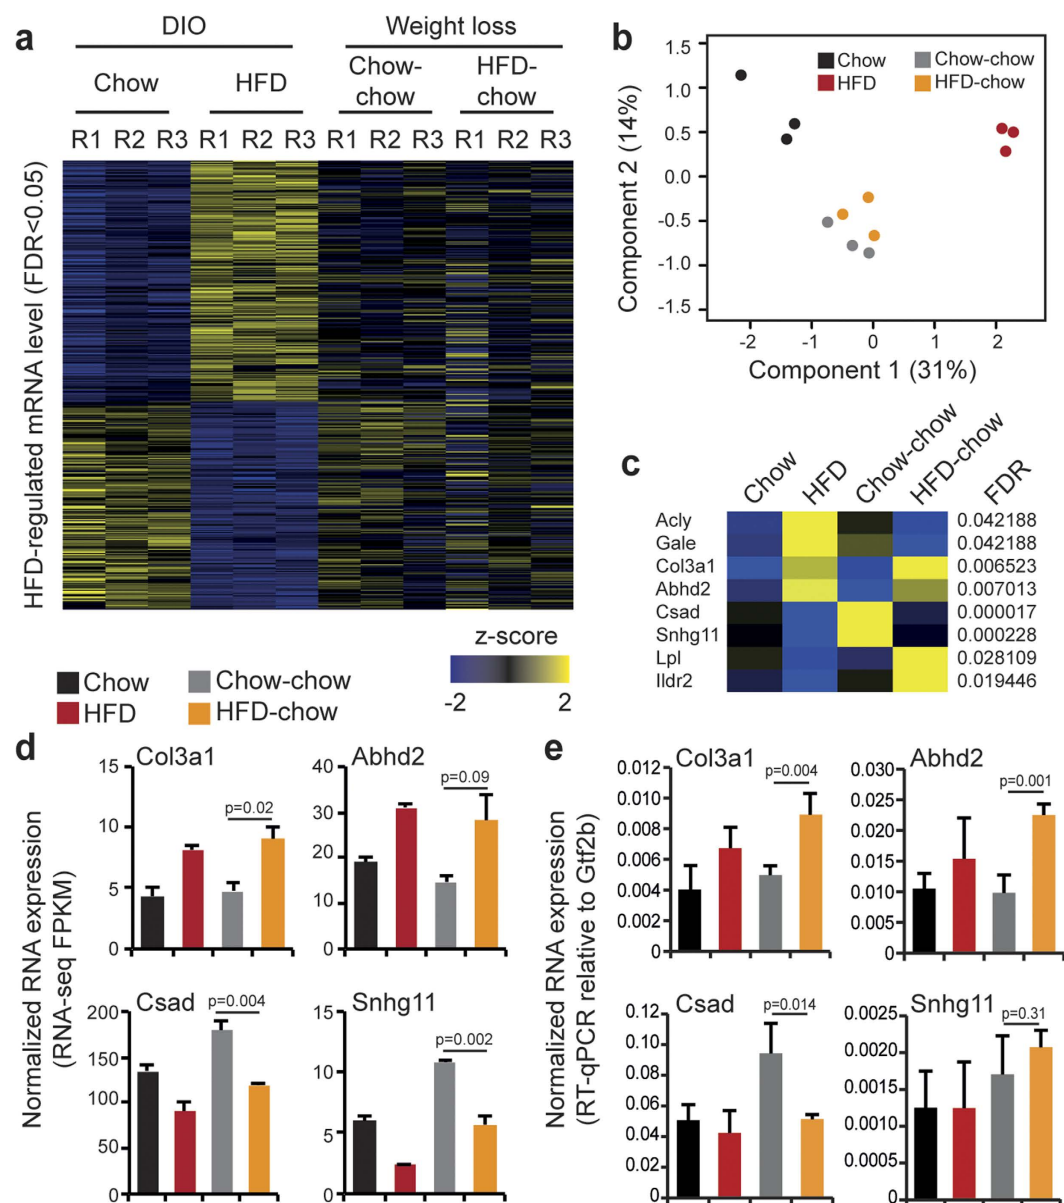 a
DIO
Weight loss
Chow
HFD
Chow-
chow
HFD-
chow
R1 R2 R3 R1 R2 R3 R1 R2 R3 R1 R2 R3
HFD-regulated mRNA level (FDR<0.05)
z-score
-2 2
Chow
HFD
Chow-chow
HFD-chow
b
Chow
HFD
Chow-chow
HFD-chow
Component 2 (14%)
1.5
1.0
0.5
0.0
-0.5
-1.0
-1.5
-2 -1 0 1 2
Component 1 (31%)
c
Chow HFD Chow-chow HFD-chow FDR
Acly 0.042188
Gale 0.042188
Col3a1 0.006523
Abhd2 0.007013
Csad 0.000017
Snhg11 0.000228
Lpl 0.028109
Ildr2 0.019446
d
Normalized RNA expression
(RNA-seq FPKM)
Col3a1
p=0.02
15
10
5
0
Abhd2
p=0.09
40
30
20
10
0
Csad
p=0.004
200
150
100
50
0
Snhg11
p=0.002
15
10
5
0
e
Normalized RNA expression
(RT-qPCR relative to Gtf2b)
Col3a1
p=0.004
0.012
0.010
0.008
0.006
0.004
0.002
0
Abhd2
p=0.001
0.030
0.025
0.020
0.015
0.010
0.005
0
Csad
p=0.014
0.12
0.10
0.08
0.06
0.04
0.02
0
Snhg11
p=0.31
0.0025
0.002
0.0015
0.001
0.0005
0